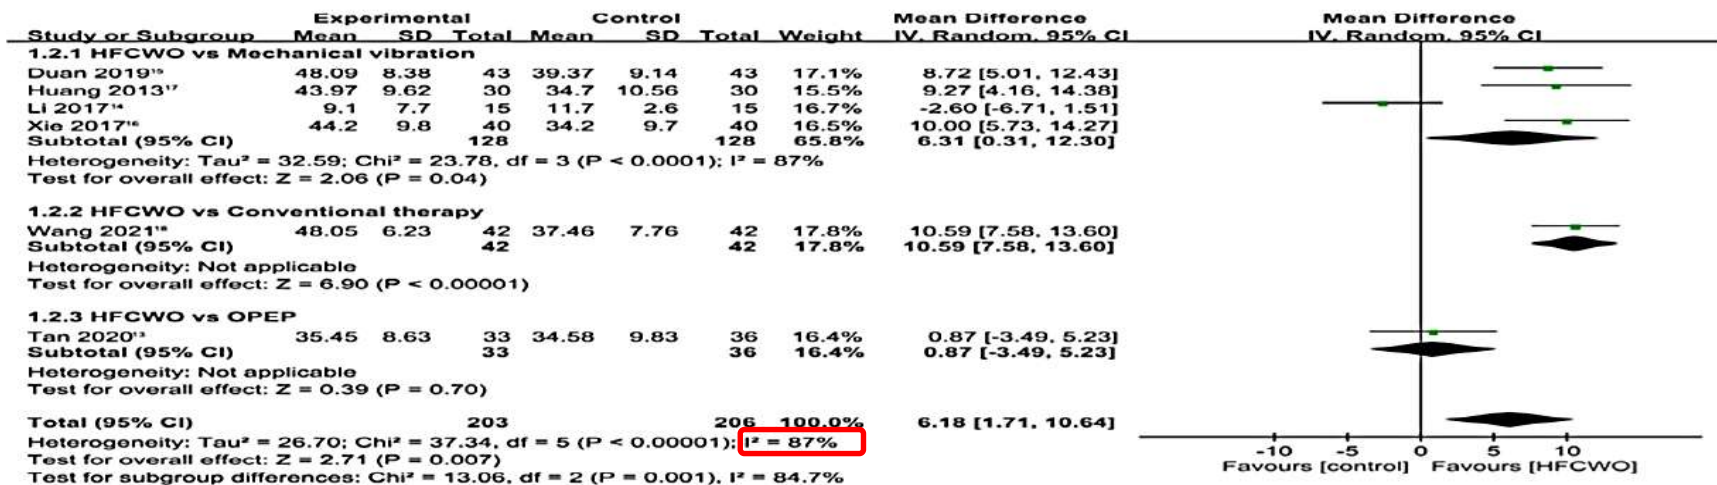 Experimental Control Mean Difference Mean Difference
Study or Subgroup Mean SD Total Mean SD Total Weight IV, Random, 95% CI IV, Random, 95% CI
1.2.1 HFCWO vs Mechanical vibration
Duan 2019¹⁵ 48.09 8.38 43 39.37 9.14 43 17.1% 8.72 [5.01, 12.43]
Huang 2013¹⁷ 43.97 9.62 30 34.7 10.56 30 15.5% 9.27 [4.16, 14.38]
Li 2017¹⁴ 9.1 7.7 15 11.7 2.6 15 16.7% -2.60 [-6.71, 1.51]
Xie 2017¹⁶ 44.2 9.8 40 34.2 9.7 40 16.5% 10.00 [5.73, 14.27]
Subtotal (95% CI) 128 128 65.8% 6.31 [0.31, 12.30]
Heterogeneity: Tau² = 32.59; Chi² = 23.78, df = 3 (P < 0.0001); I² = 87%
Test for overall effect: Z = 2.06 (P = 0.04)
1.2.2 HFCWO vs Conventional therapy
Wang 2021¹⁸ 48.05 6.23 42 37.46 7.76 42 17.8% 10.59 [7.58, 13.60]
Subtotal (95% CI) 42 42 17.8% 10.59 [7.58, 13.60]
Heterogeneity: Not applicable
Test for overall effect: Z = 6.90 (P < 0.00001)
1.2.3 HFCWO vs OPEP
Tan 2020¹³ 35.45 8.63 33 34.58 9.83 36 16.4% 0.87 [-3.49, 5.23]
Subtotal (95% CI) 33 36 16.4% 0.87 [-3.49, 5.23]
Heterogeneity: Not applicable
Test for overall effect: Z = 0.39 (P = 0.70)
Total (95% CI) 203 206 100.0% 6.18 [1.71, 10.64]
Heterogeneity: Tau² = 26.70; Chi² = 37.34, df = 5 (P < 0.00001); I² = 87%
Test for overall effect: Z = 2.71 (P = 0.007)
Test for subgroup differences: Chi² = 13.06, df = 2 (P = 0.001), I² = 84.7%
-10 -5 0 5 10
Favours [control] Favours [HFCWO]